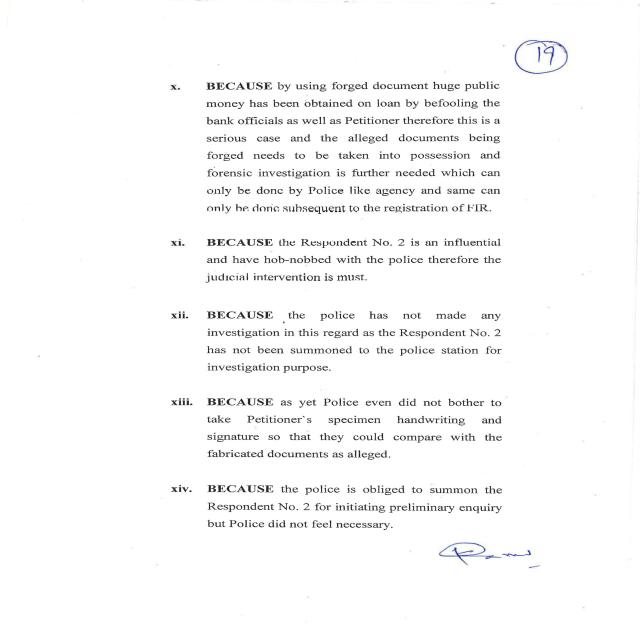 19
x. BECAUSE by using forged document huge public
money has been obtained on loan by befooling the
bank officials as well as Petitioner therefore this is a
serious case and the alleged documents being
forged needs to be taken into possession and
forensic investigation is further needed which can
only be done by Police like agency and same can
only be done subsequent to the registration of FIR.
xi. BECAUSE the Respondent No. 2 is an influential
and have hob-nobbed with the police therefore the
judicial intervention is must.
xii. BECAUSE the police has not made any
investigation in this regard as the Respondent No. 2
has not been summoned to the police station for
investigation purpose.
xiii. BECAUSE as yet Police even did not bother to
take Petitioner`s specimen handwriting and
signature so that they could compare with the
fabricated documents as alleged.
xiv. BECAUSE the police is obliged to summon the
Respondent No. 2 for initiating preliminary enquiry
but Police did not feel necessary.